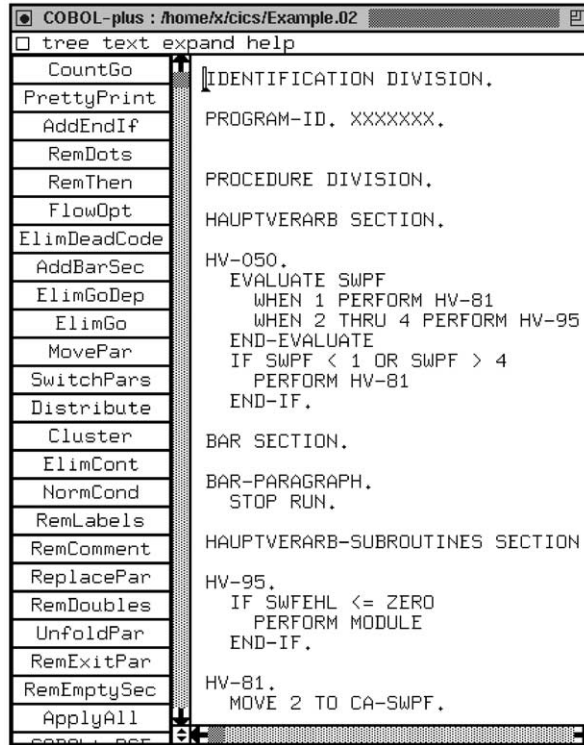 COBOL-plus : /home/x/cics/Example.02
tree text expand help
CountGo
PrettyPrint
AddEndIf
RemDots
RemThen
FlowOpt
ElimDeadCode
AddBarSec
ElimGoDep
ElimGo
MovePar
SwitchPars
Distribute
Cluster
ElimCont
NormCond
RemLabels
RemComment
ReplacePar
RemDoubles
UnfoldPar
RemExitPar
RemEmptySec
ApplyAll
IDENTIFICATION DIVISION.
PROGRAM-ID. XXXXXXX.
PROCEDURE DIVISION.
HAUPTVERARB SECTION.
HV-050.
EVALUATE SWPF
WHEN 1 PERFORM HV-81
WHEN 2 THRU 4 PERFORM HV-95
END-EVALUATE
IF SWPF < 1 OR SWPF > 4
PERFORM HV-81
END-IF.
BAR SECTION.
BAR-PARAGRAPH.
STOP RUN.
HAUPTVERARB-SUBROUTINES SECTION
HV-95.
IF SWFEHL <= ZERO
PERFORM MODULE
END-IF.
HV-81.
MOVE 2 TO CA-SWPF.